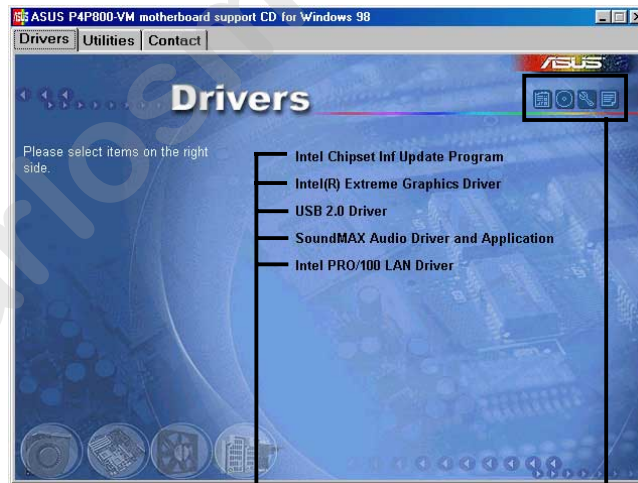 ASUS P4P800-VM motherboard support CD for Windows 98
Drivers Utilities Contact
ASUS
Drivers
Please select items on the right
side.
Intel Chipset Inf Update Program
Intel(R) Extreme Graphics Driver
USB 2.0 Driver
SoundMAX Audio Driver and Application
Intel PRO/100 LAN Driver